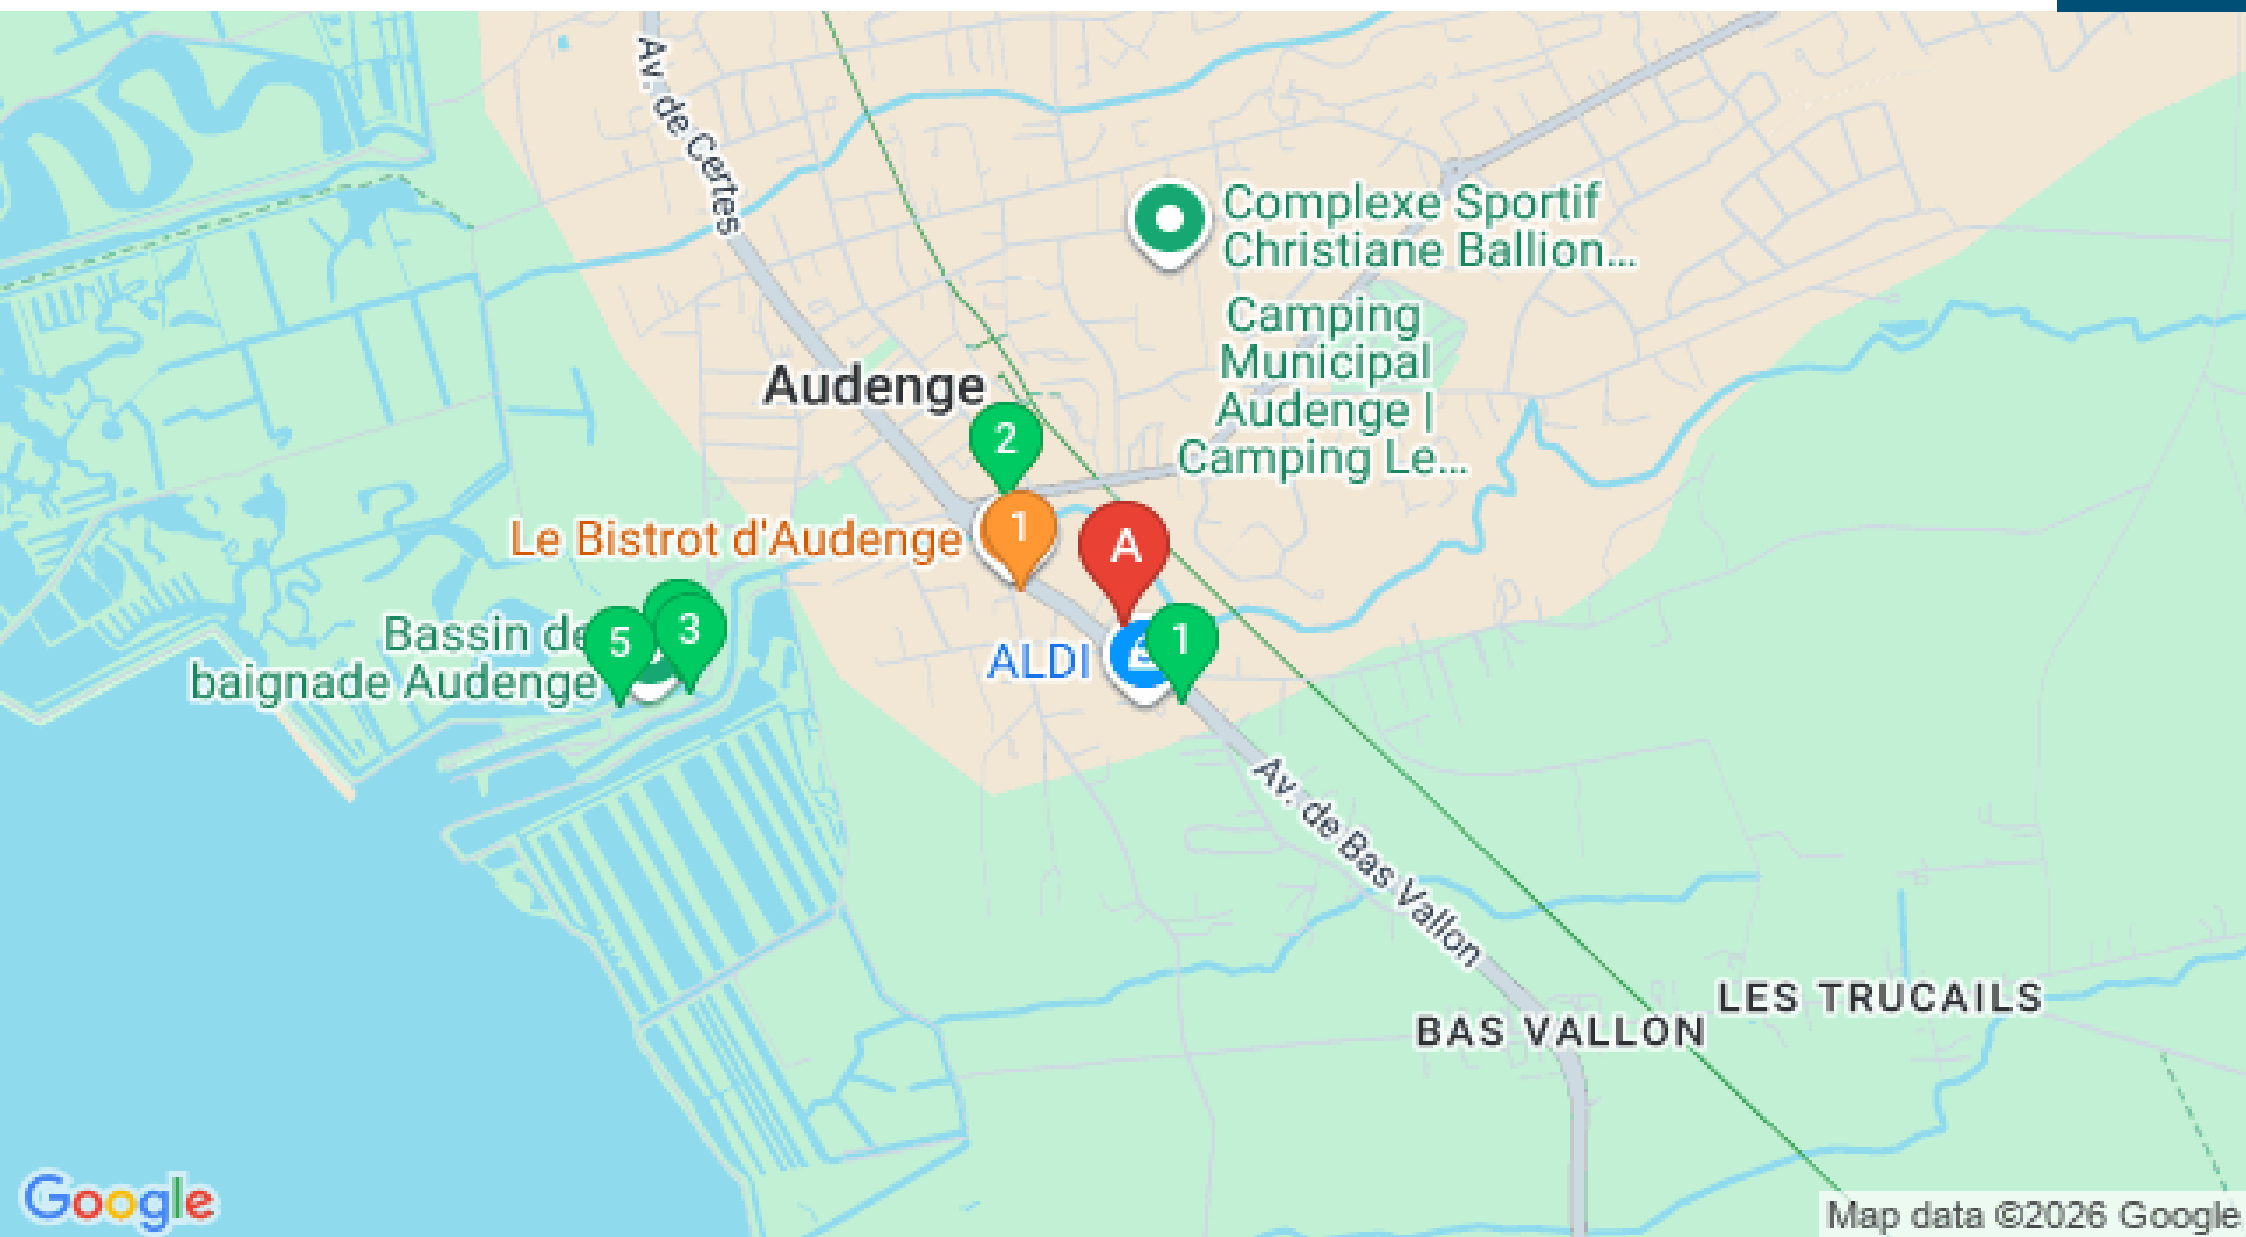 Av. de Certes
Complexe Sportif
Christiane Ballion...
Camping
Municipal
Audenge |
Camping Le...
Audenge
2
1
Le Bistrot d'Audenge
A
Bassin de
baignade Audenge
5
3
1
ALDI
Av. de Bas Vallon
LES TRUCAILS
BAS VALLON
Google
Map data ©2026 Google